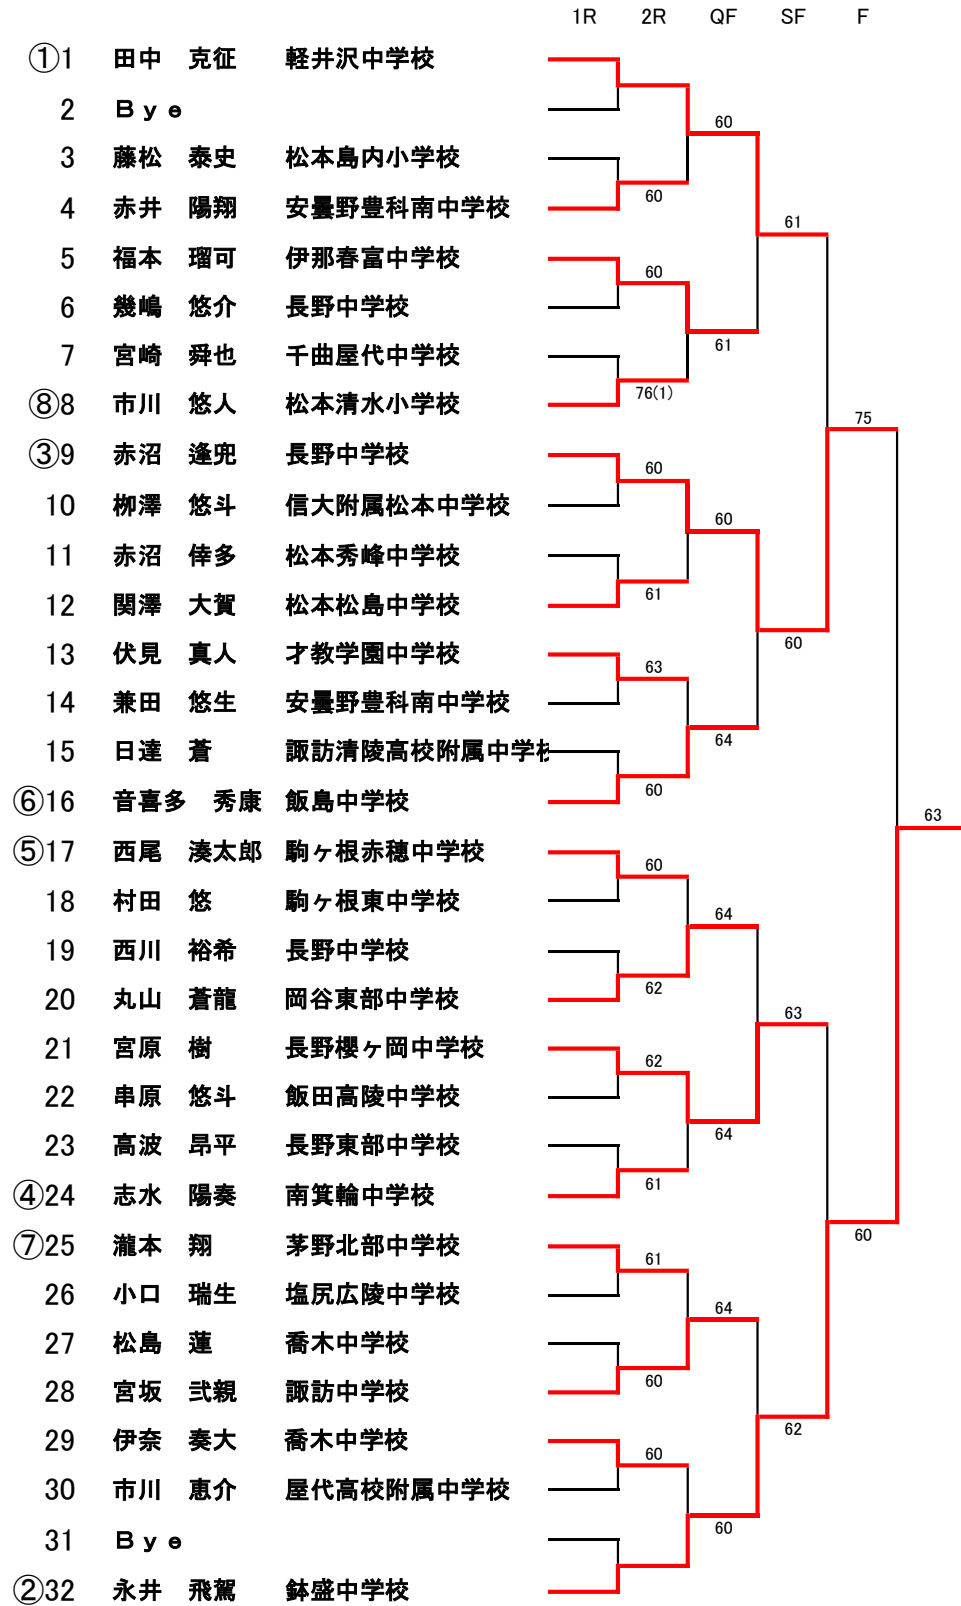 1R 2R QF SF F
①1 田中 克征 軽井沢中学校
2 Ｂｙｅ
60
3 藤松 泰史 松本島内小学校
60
4 赤井 陽翔 安曇野豊科南中学校
61
5 福本 瑠可 伊那春富中学校
60
6 幾嶋 悠介 長野中学校
61
7 宮崎 舜也 千曲屋代中学校
76(1)
⑧8 市川 悠人 松本清水小学校
75
③9 赤沼 逢兜 長野中学校
60
10 栁澤 悠斗 信大附属松本中学校
60
11 赤沼 倖多 松本秀峰中学校
61
12 関澤 大賀 松本松島中学校
60
13 伏見 真人 才教学園中学校
63
14 兼田 悠生 安曇野豊科南中学校
64
15 日達 蒼 諏訪清陵高校附属中学校
60
⑥16 音喜多 秀康 飯島中学校
63
⑤17 西尾 湊太郎 駒ヶ根赤穂中学校
60
18 村田 悠 駒ヶ根東中学校
64
19 西川 裕希 長野中学校
62
20 丸山 蒼龍 岡谷東部中学校
63
21 宮原 樹 長野櫻ヶ岡中学校
62
22 串原 悠斗 飯田高陵中学校
64
23 高波 昂平 長野東部中学校
61
④24 志水 陽奏 南箕輪中学校
60
⑦25 瀧本 翔 茅野北部中学校
61
26 小口 瑞生 塩尻広陵中学校
64
27 松島 蓮 喬木中学校
60
28 宮坂 弐親 諏訪中学校
62
29 伊奈 奏大 喬木中学校
60
30 市川 恵介 屋代高校附属中学校
60
31 Ｂｙｅ
②32 永井 飛駕 鉢盛中学校